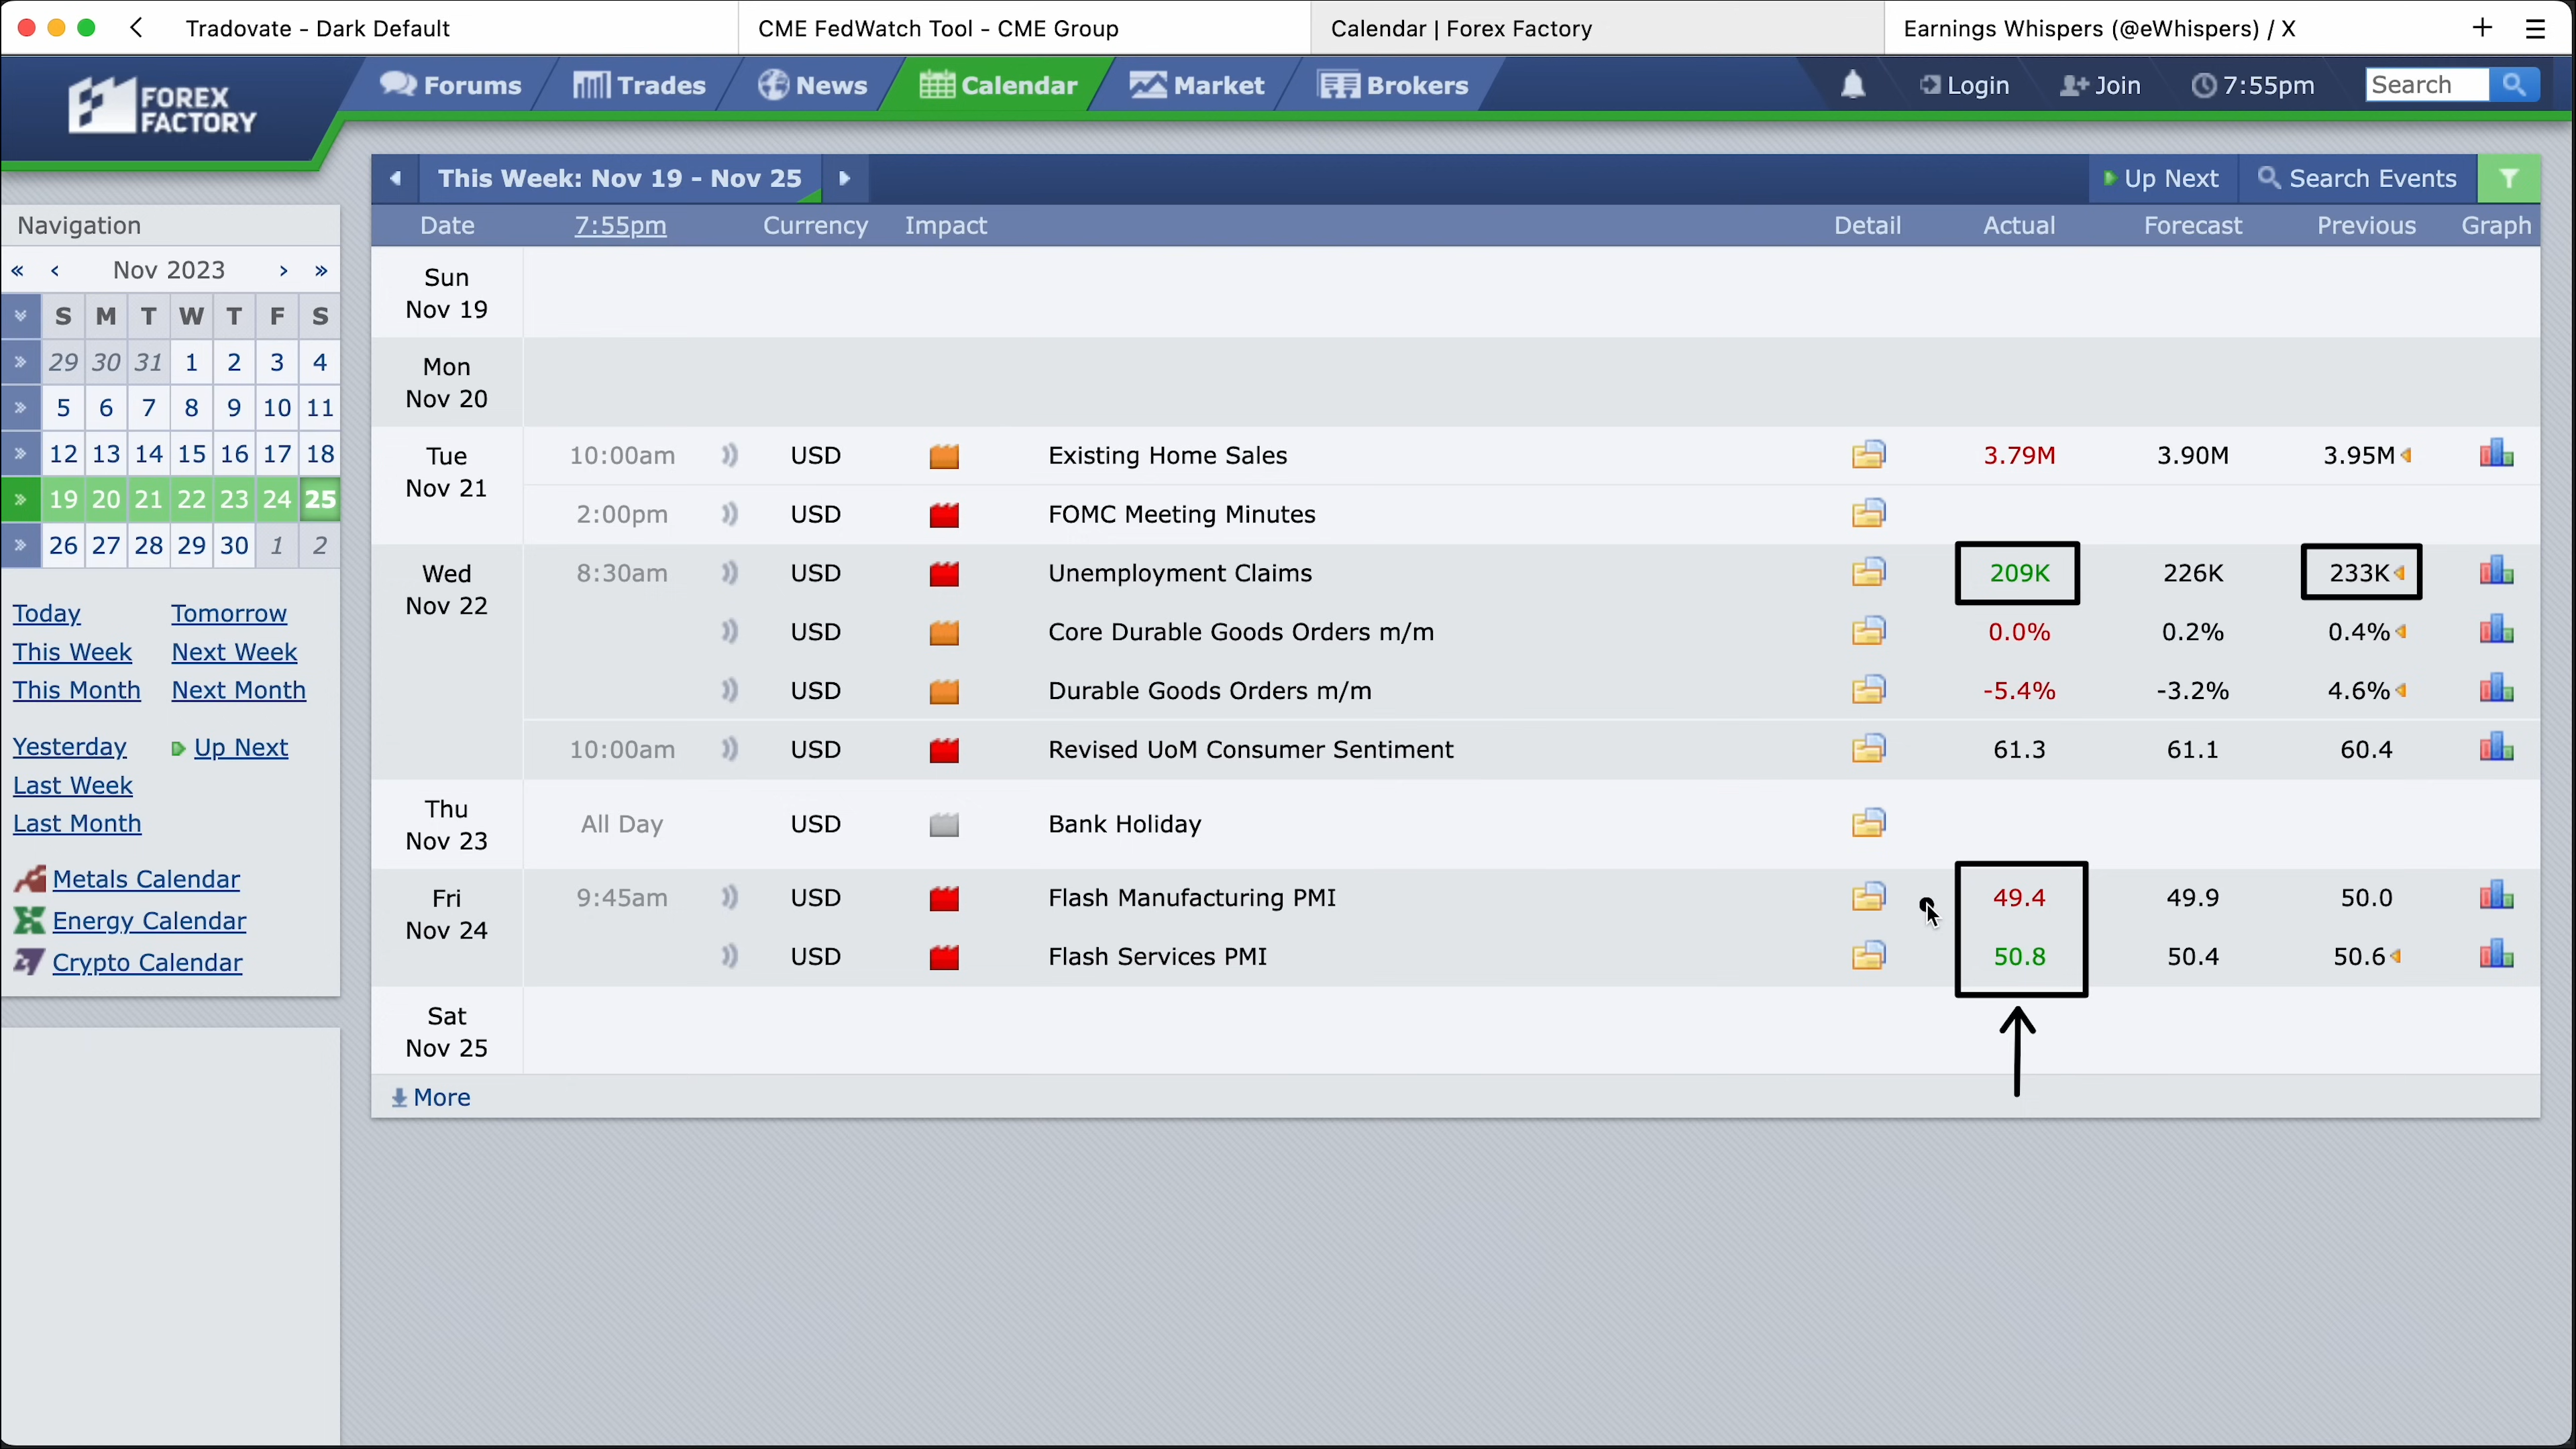 Tradovate - Dark Default
CME FedWatch Tool - CME Group
Calendar | Forex Factory
Earnings Whispers (@eWhispers) / X
FOREX
FACTORY
Forums
Trades
News
Calendar
Market
Brokers
Login
Join
7:55pm
Search
This Week: Nov 19 - Nov 25
Up Next
Search Events
Navigation
« ‹ Nov 2023 › »
S M T W T F S
29 30 31 1 2 3 4
5 6 7 8 9 10 11
12 13 14 15 16 17 18
19 20 21 22 23 24 25
26 27 28 29 30 1 2
Today Tomorrow
This Week Next Week
This Month Next Month
Yesterday Up Next
Last Week
Last Month
Metals Calendar
Energy Calendar
Crypto Calendar
Date 7:55pm Currency Impact Detail Actual Forecast Previous Graph
Sun
Nov 19
Mon
Nov 20
Tue
Nov 21
10:00am USD Existing Home Sales 3.79M 3.90M 3.95M
2:00pm USD FOMC Meeting Minutes
Wed
Nov 22
8:30am USD Unemployment Claims 209K 226K 233K
USD Core Durable Goods Orders m/m 0.0% 0.2% 0.4%
USD Durable Goods Orders m/m -5.4% -3.2% 4.6%
10:00am USD Revised UoM Consumer Sentiment 61.3 61.1 60.4
Thu
Nov 23
All Day USD Bank Holiday
Fri
Nov 24
9:45am USD Flash Manufacturing PMI 49.4 49.9 50.0
USD Flash Services PMI 50.8 50.4 50.6
Sat
Nov 25
More